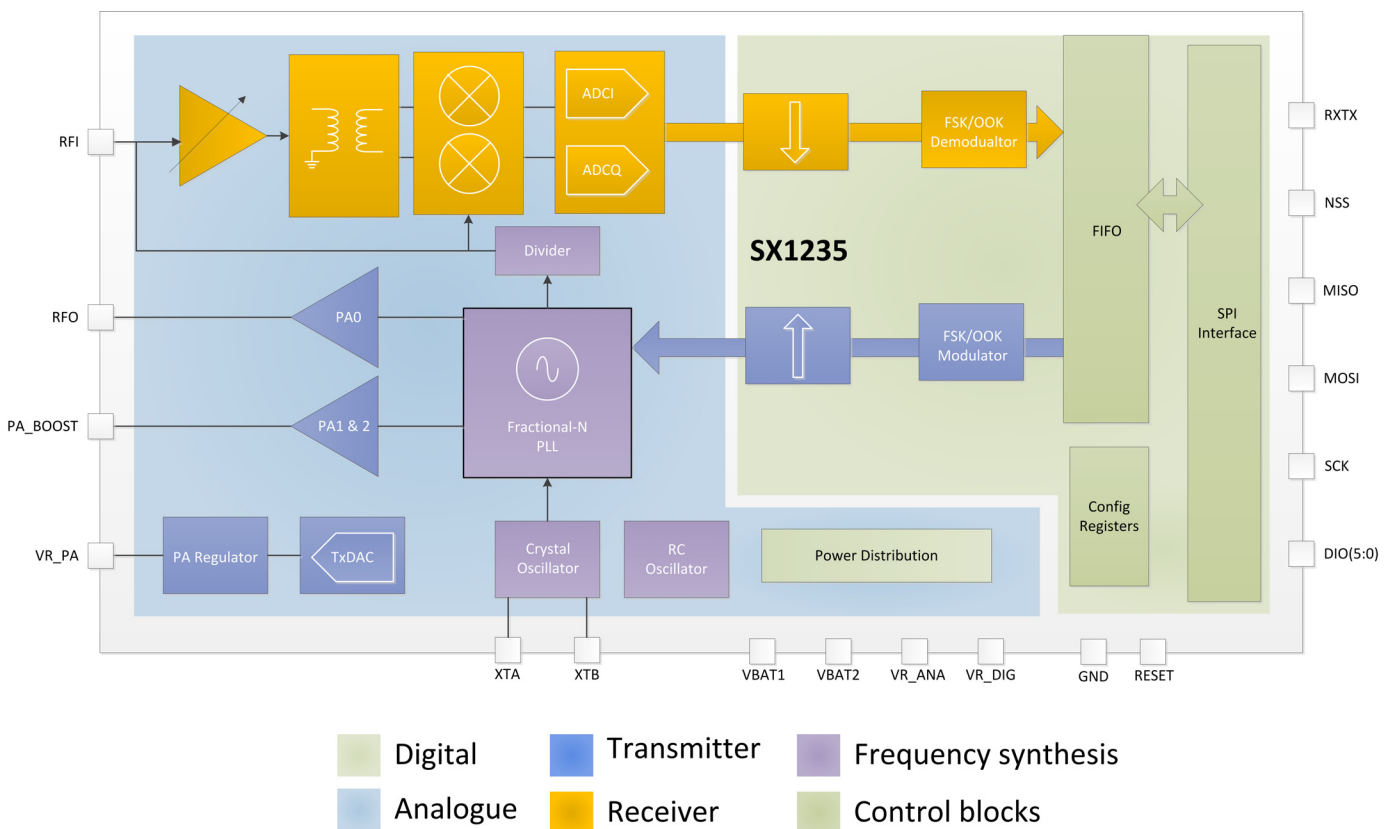 ADCI
RFI
FSK/OOK
Demodualtor
RXTX
ADCQ
NSS
FIFO
Divider
SX1235
MISO
RFO
PA0
SPI
Interface
FSK/OOK
Modulator
MOSI
PA_BOOST
PA1 & 2
Fractional-N
PLL
SCK
Config
Registers
VR_PA
PA Regulator
TxDAC
Crystal
Oscillator
RC
Oscillator
Power Distribution
DIO(5:0)
XTA
XTB
VBAT1
VBAT2
VR_ANA
VR_DIG
GND
RESET
Digital
Transmitter
Frequency synthesis
Analogue
Receiver
Control blocks